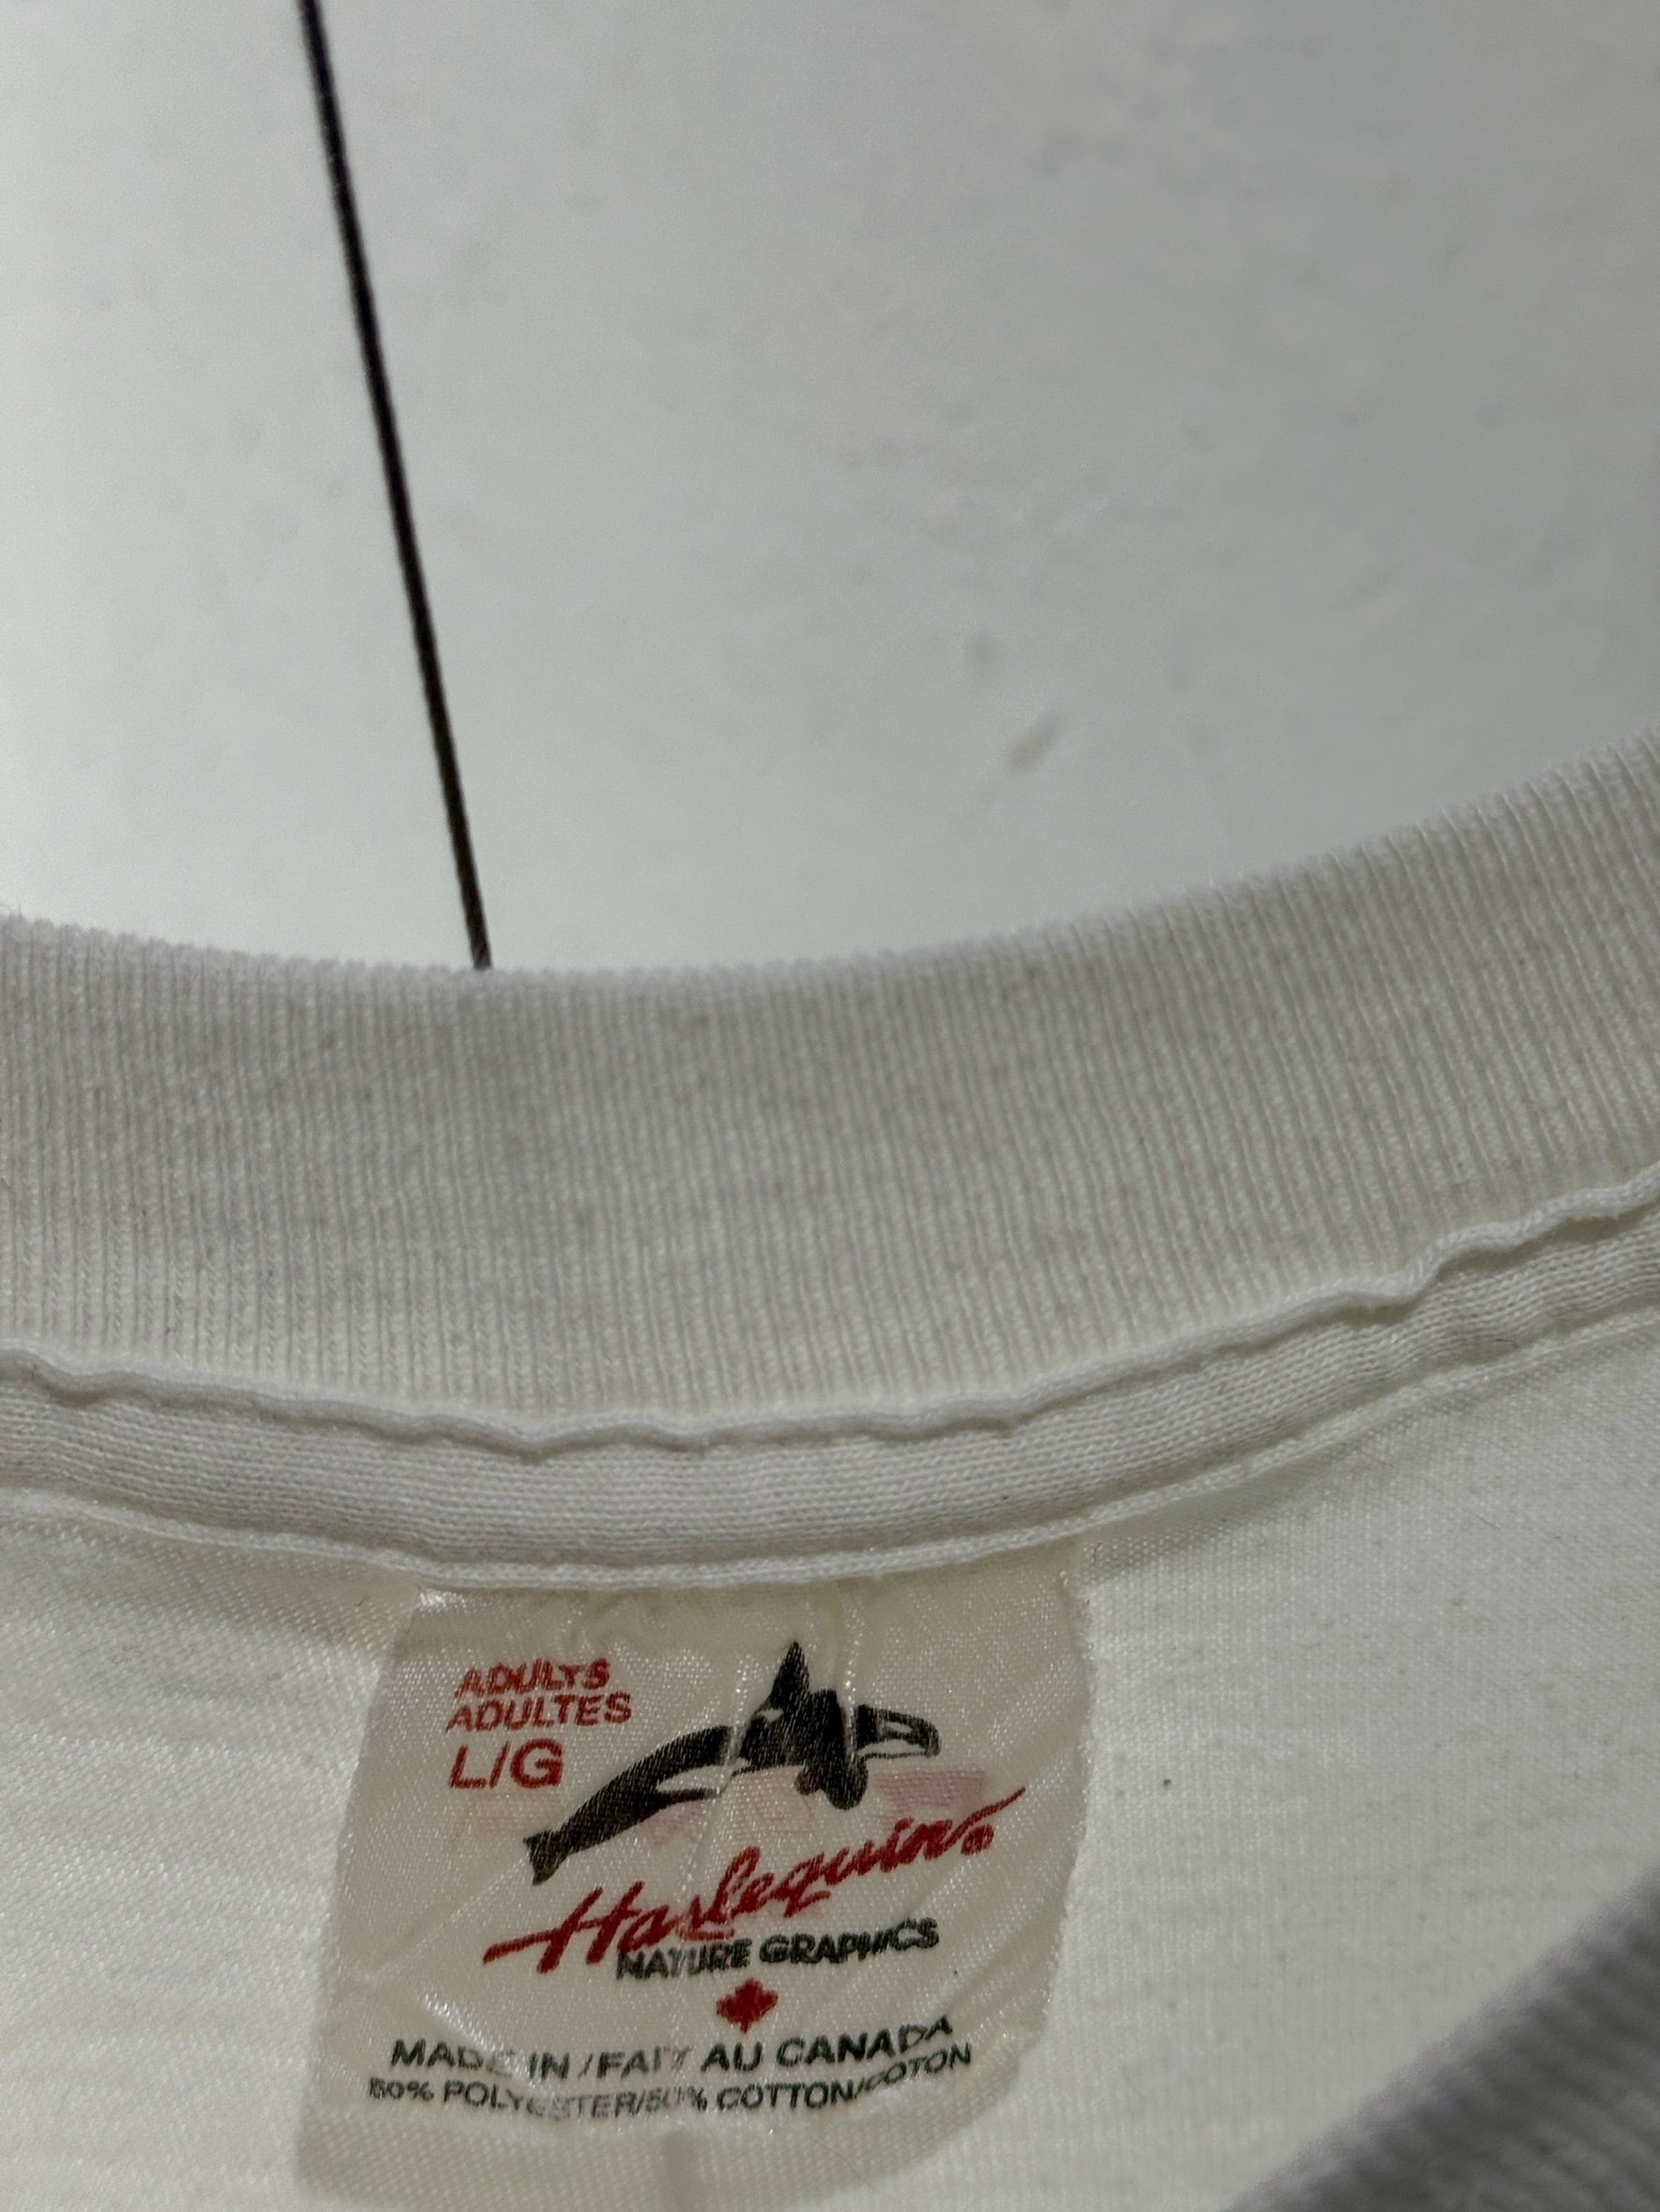 ADULTS
ADULTES
L/G
Harlequin®
NATURE GRAPHICS
MADE IN / FAIT AU CANADA
50% POLYESTER/50% COTTON/COTON